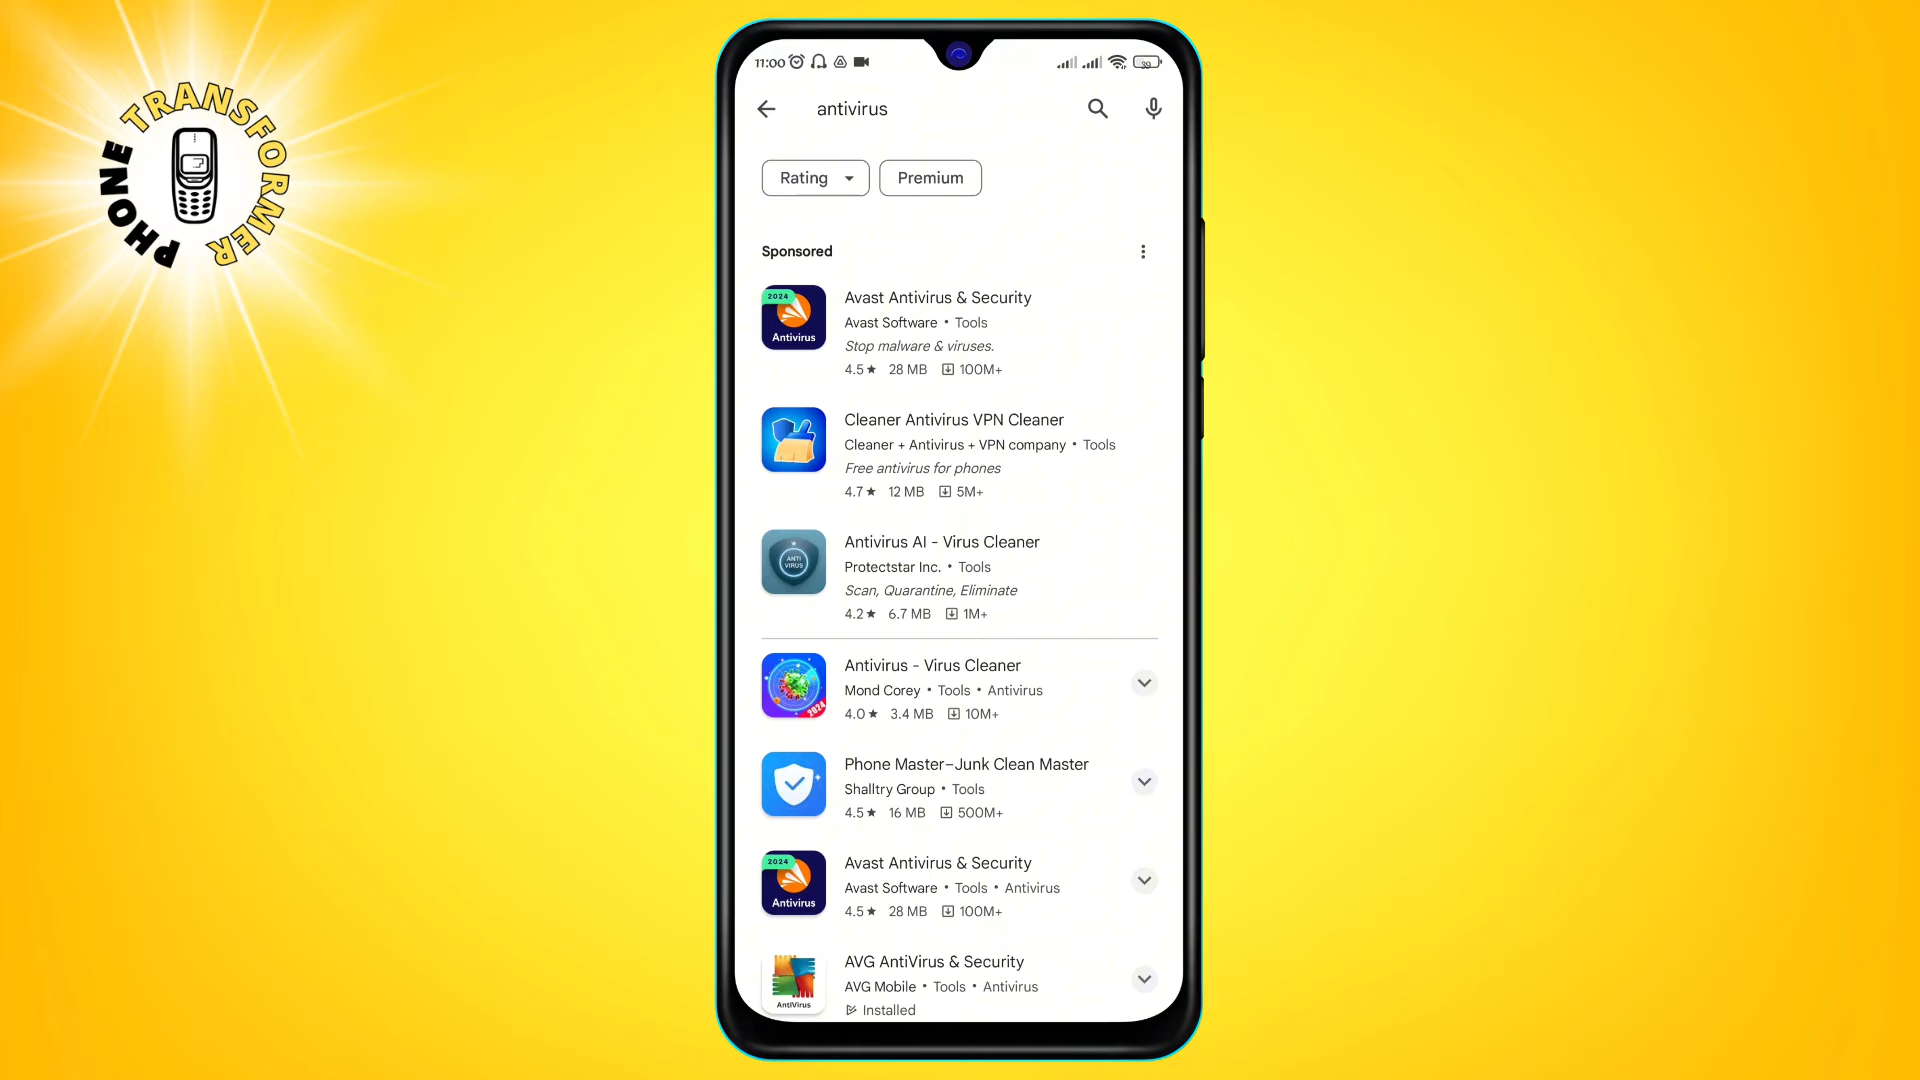 PHONE TRANSFORMER
11:00
39
antivirus
Rating
Premium
Sponsored
2024
Antivirus
Avast Antivirus & Security
Avast Software • Tools
Stop malware & viruses.
4.5★ 28 MB 100M+
Cleaner Antivirus VPN Cleaner
Cleaner + Antivirus + VPN company • Tools
Free antivirus for phones
4.7★ 12 MB 5M+
ANTI
VIRUS
Antivirus AI - Virus Cleaner
Protectstar Inc. • Tools
Scan, Quarantine, Eliminate
4.2★ 6.7 MB 1M+
2024
Antivirus - Virus Cleaner
Mond Corey • Tools • Antivirus
4.0★ 3.4 MB 10M+
Phone Master–Junk Clean Master
Shalltry Group • Tools
4.5★ 16 MB 500M+
2024
Antivirus
Avast Antivirus & Security
Avast Software • Tools • Antivirus
4.5★ 28 MB 100M+
AntiVirus
AVG AntiVirus & Security
AVG Mobile • Tools • Antivirus
Installed